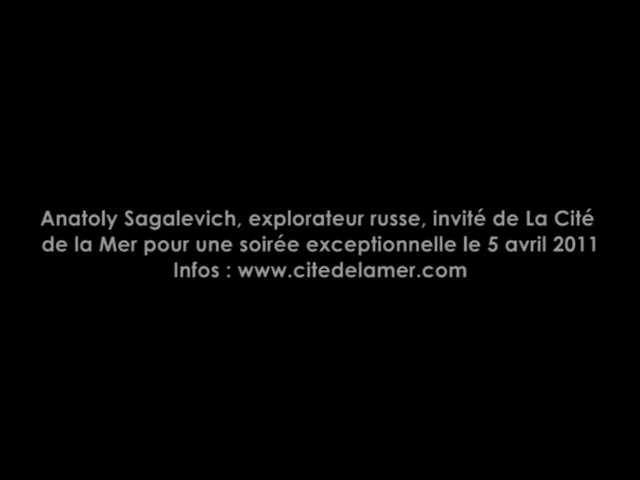 Anatoly Sagalevich, explorateur russe, invité de La Cité
de la Mer pour une soirée exceptionnelle le 5 avril 2011
Infos : www.citedelamer.com